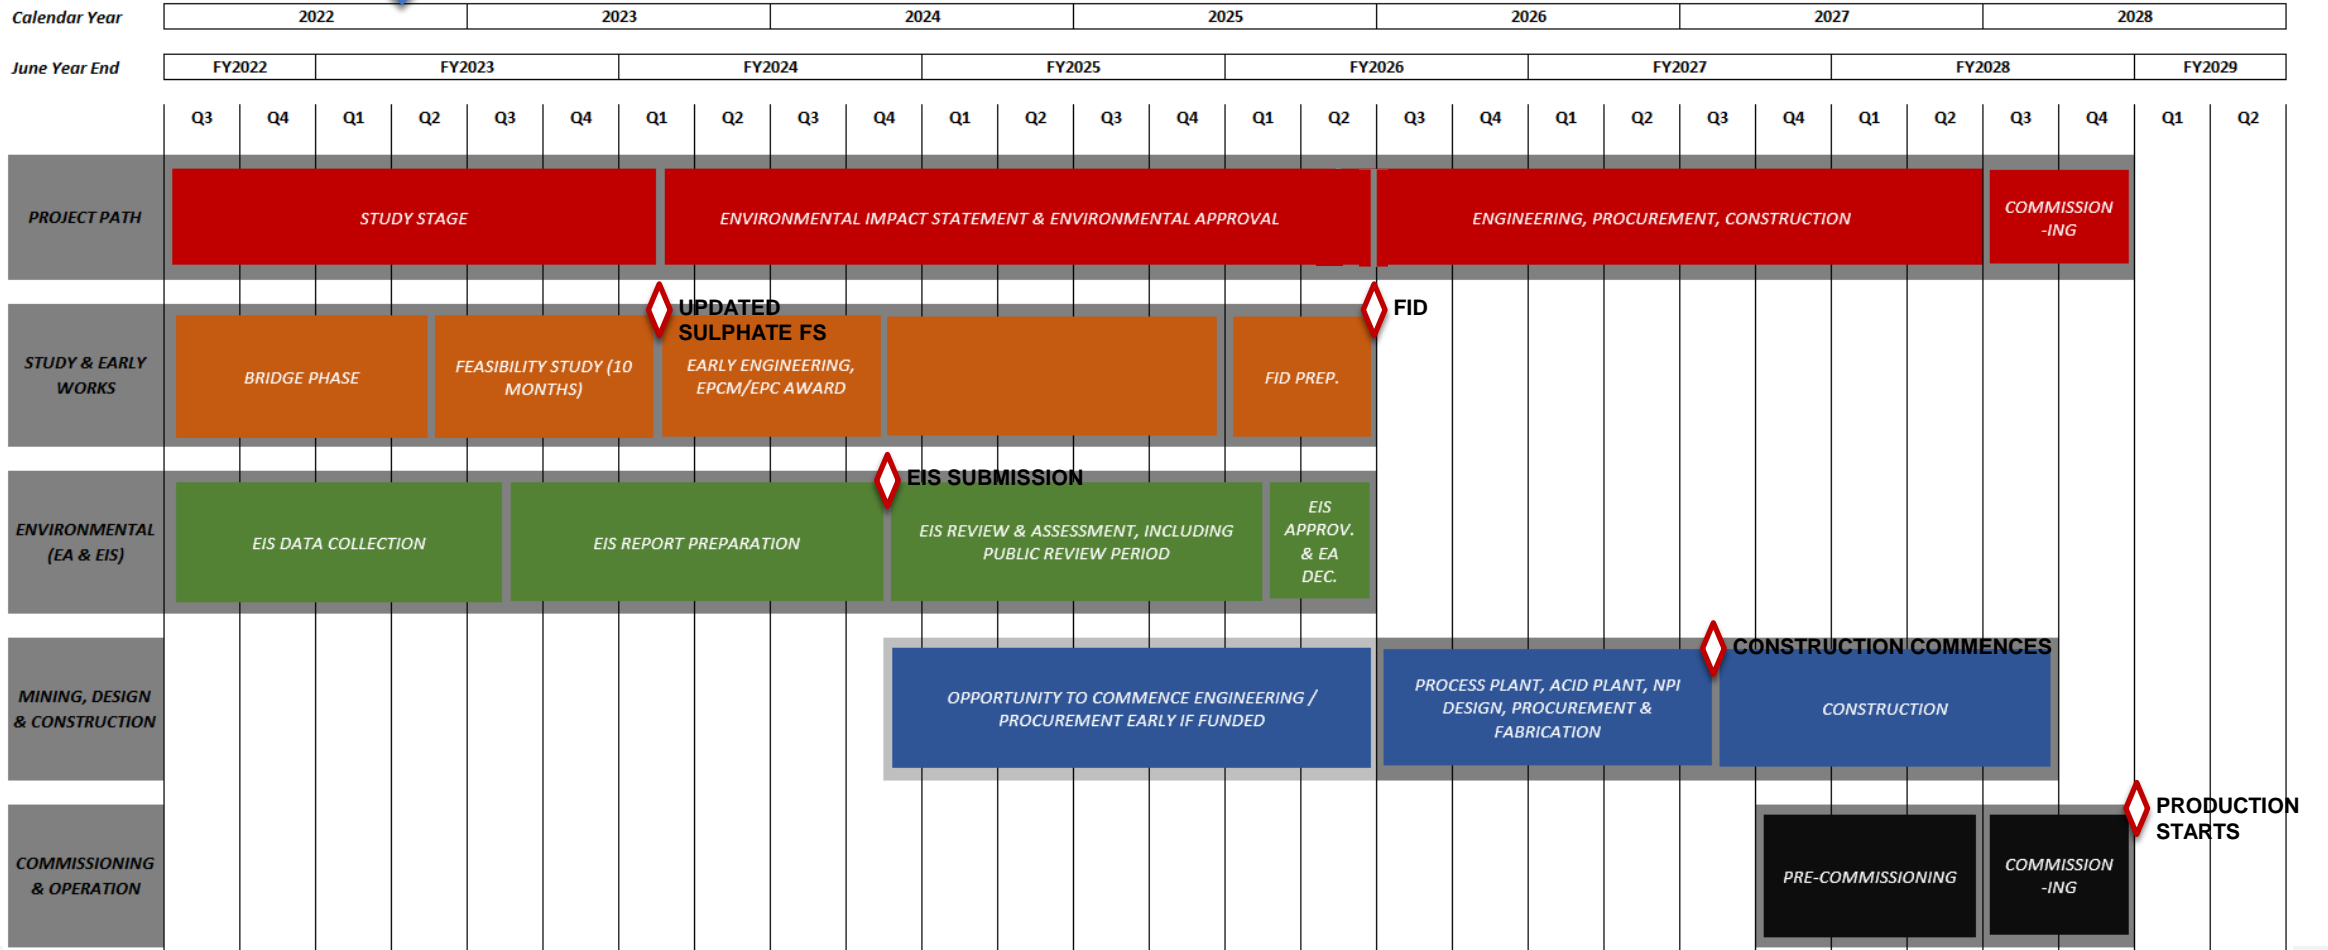 Calendar Year 2022 2023 2024 2025 2026 2027 2028
June Year End FY2022 FY2023 FY2024 FY2025 FY2026 FY2027 FY2028 FY2029
Q3 Q4 Q1 Q2 Q3 Q4 Q1 Q2 Q3 Q4 Q1 Q2 Q3 Q4 Q1 Q2 Q3 Q4 Q1 Q2 Q3 Q4 Q1 Q2 Q3 Q4 Q1 Q2
PROJECT PATH
STUDY STAGE
ENVIRONMENTAL IMPACT STATEMENT & ENVIRONMENTAL APPROVAL
ENGINEERING, PROCUREMENT, CONSTRUCTION
COMMISSION
-ING
UPDATED
SULPHATE FS
FID
STUDY & EARLY
WORKS
BRIDGE PHASE
FEASIBILITY STUDY (10
MONTHS)
EARLY ENGINEERING,
EPCM/EPC AWARD
FID PREP.
EIS SUBMISSION
ENVIRONMENTAL
(EA & EIS)
EIS DATA COLLECTION
EIS REPORT PREPARATION
EIS REVIEW & ASSESSMENT, INCLUDING
PUBLIC REVIEW PERIOD
EIS
APPROV.
& EA
DEC.
CONSTRUCTION COMMENCES
MINING, DESIGN
& CONSTRUCTION
OPPORTUNITY TO COMMENCE ENGINEERING /
PROCUREMENT EARLY IF FUNDED
PROCESS PLANT, ACID PLANT, NPI
DESIGN, PROCUREMENT &
FABRICATION
CONSTRUCTION
PRODUCTION
STARTS
COMMISSIONING
& OPERATION
PRE-COMMISSIONING
COMMISSION
-ING